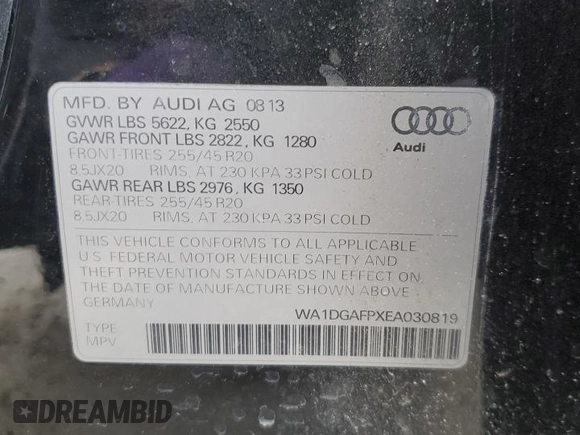 MFD. BY AUDI AG 08 13
GVWR LBS 5622, KG 2550
GAWR FRONT LBS 2822, KG 1280
FRONT-TIRES 255/45 R20
8.5JX20 RIMS, AT 230 KPA 33 PSI COLD
GAWR REAR LBS 2976, KG 1350
REAR-TIRES 255/45 R20
8.5JX20 RIMS, AT 230 KPA 33 PSI COLD
Audi
THIS VEHICLE CONFORMS TO ALL APPLICABLE
U.S. FEDERAL MOTOR VEHICLE SAFETY AND
THEFT PREVENTION STANDARDS IN EFFECT ON
THE DATE OF MANUFACTURE SHOWN ABOVE
GERMANY
WA1DGAFPXEA030819
TYPE
MPV
DREAMBID